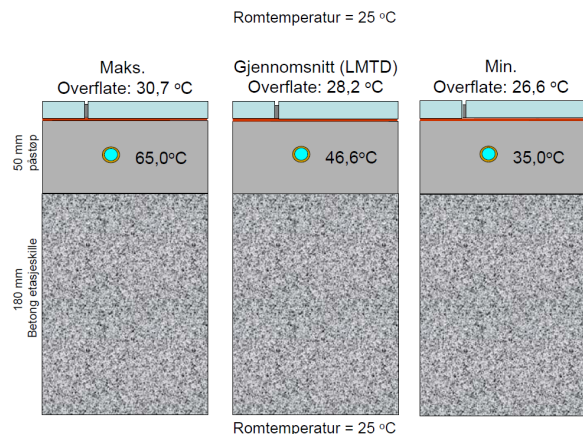 Romtemperatur = 25 °C
Maks.
Overflate: 30,7 °C
Gjennomsnitt (LMTD)
Overflate: 28,2 °C
Min.
Overflate: 26,6 °C
50 mm
påstøp
65,0°C
46,6°C
35,0°C
180 mm
Betong etasjeskille
Romtemperatur = 25 °C